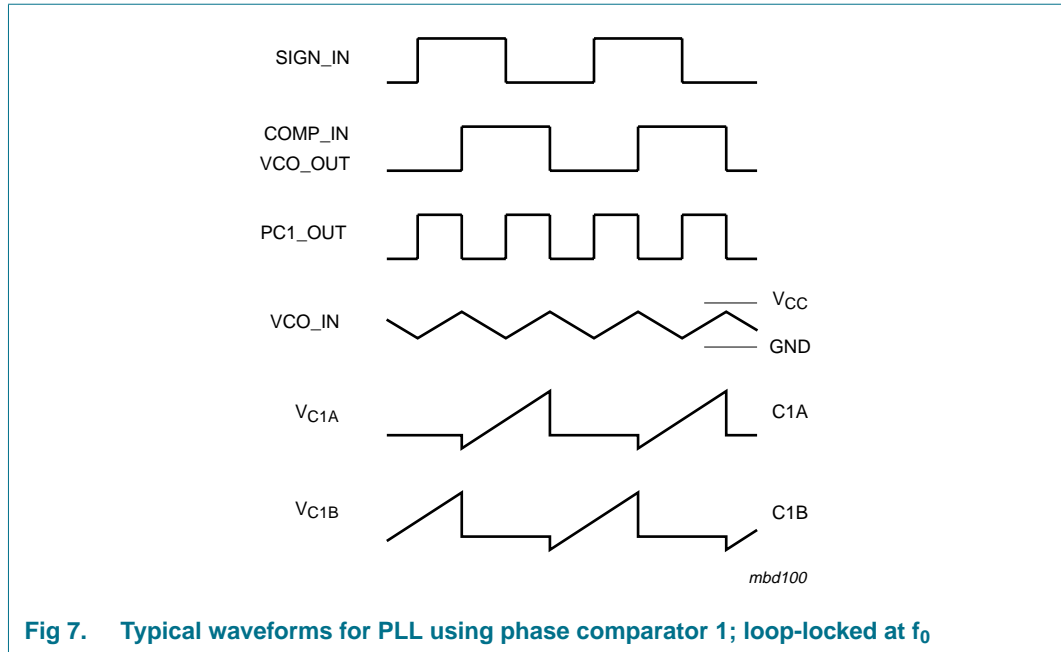 SIGN_IN
COMP_IN
VCO_OUT
PC1_OUT
VCO_IN
VCC
GND
VC1A
C1A
VC1B
C1B
mbd100
Fig 7. Typical waveforms for PLL using phase comparator 1; loop-locked at f0